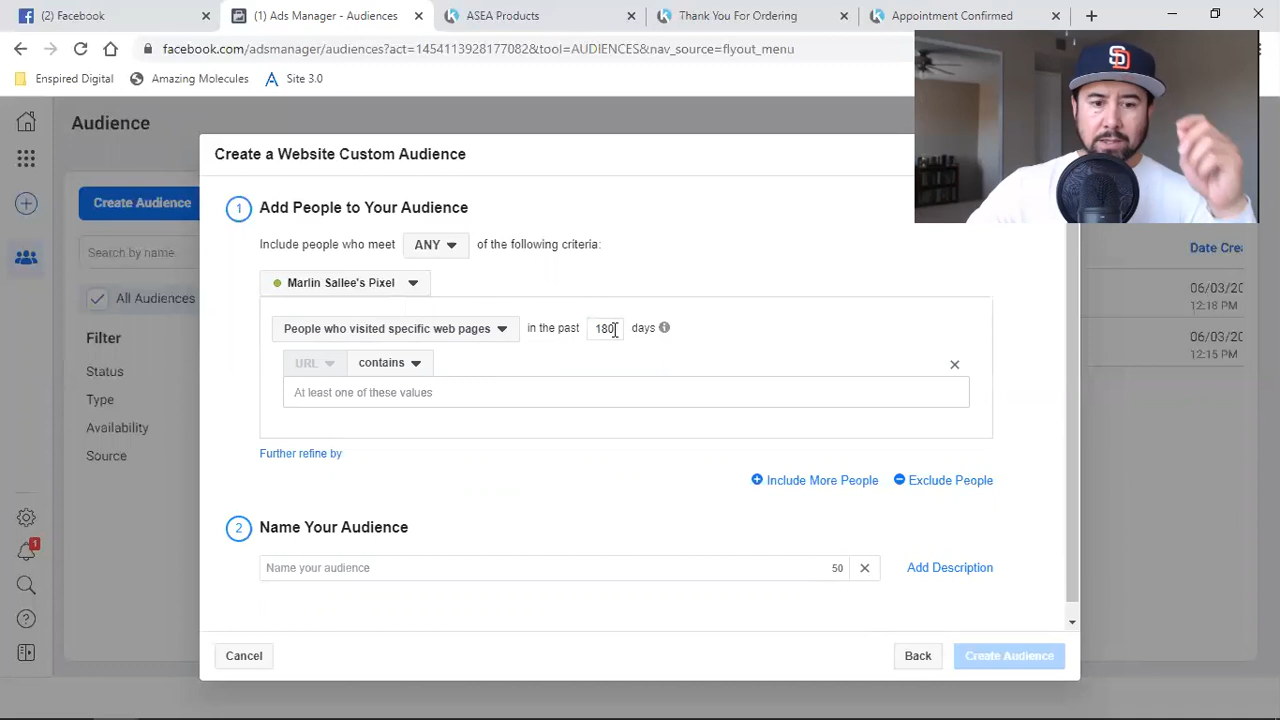 (2) Facebook
(1) Ads Manager - Audiences
ASEA Products
Thank You For Ordering
Appointment Confirmed
facebook.com/adsmanager/audiences?act=1454113928177082&tool=AUDIENCES&nav_source=flyout_menu
Enspired Digital
Amazing Molecules
Site 3.0
SD
Audience
Create a Website Custom Audience
Create Audience
Search by name
All Audiences
Filter
Status
Type
Availability
Source
1
1 Add People to Your Audience
Include people who meet ANY of the following criteria:
Marlin Sallee's Pixel
People who visited specific web pages in the past 180 days
URL contains
At least one of these values
Further refine by
Include More People Exclude People
2 Name Your Audience
Name your audience 50 Add Description
Cancel Back Create Audience
Date Cre
06/03/20
12:18 PM
06/03/20
12:15 PM